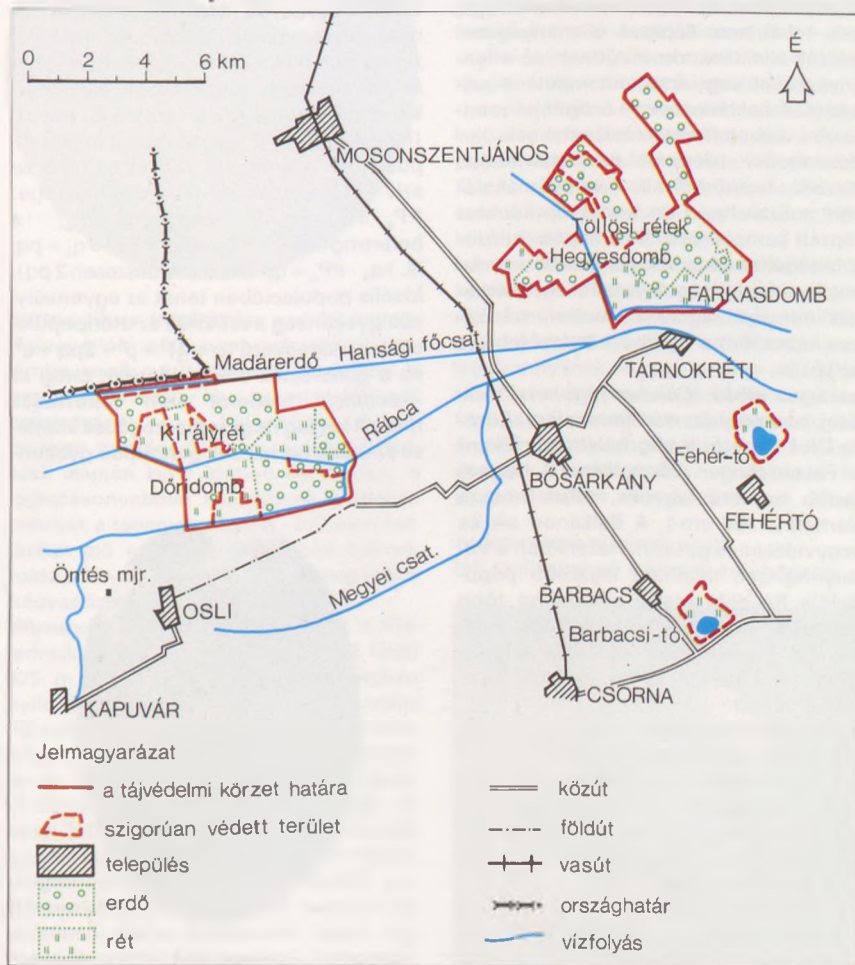 0 2 4 6 km
É
MOSONSZENTJÁNOS
Tóllösi rétek
Hegyesdomb
FARKASDOMB
Madárerdő
Hansági főcsat.
TÁRNOKRÉTI
Királyrét
Rábca
Dőridomb
BŐSÁRKÁNY
Fehér-tó
FEHÉRTÓ
Öntés mjr.
OSLI
Megyei csat.
BARBACS
Barbacsi-tó
CSORNA
KAPUVÁR
Jelmagyarázat
a tájvédelmi körzet határa
szigorúan védett terület
település
erdő
rét
közút
földút
vasút
országhatár
vízfolyás